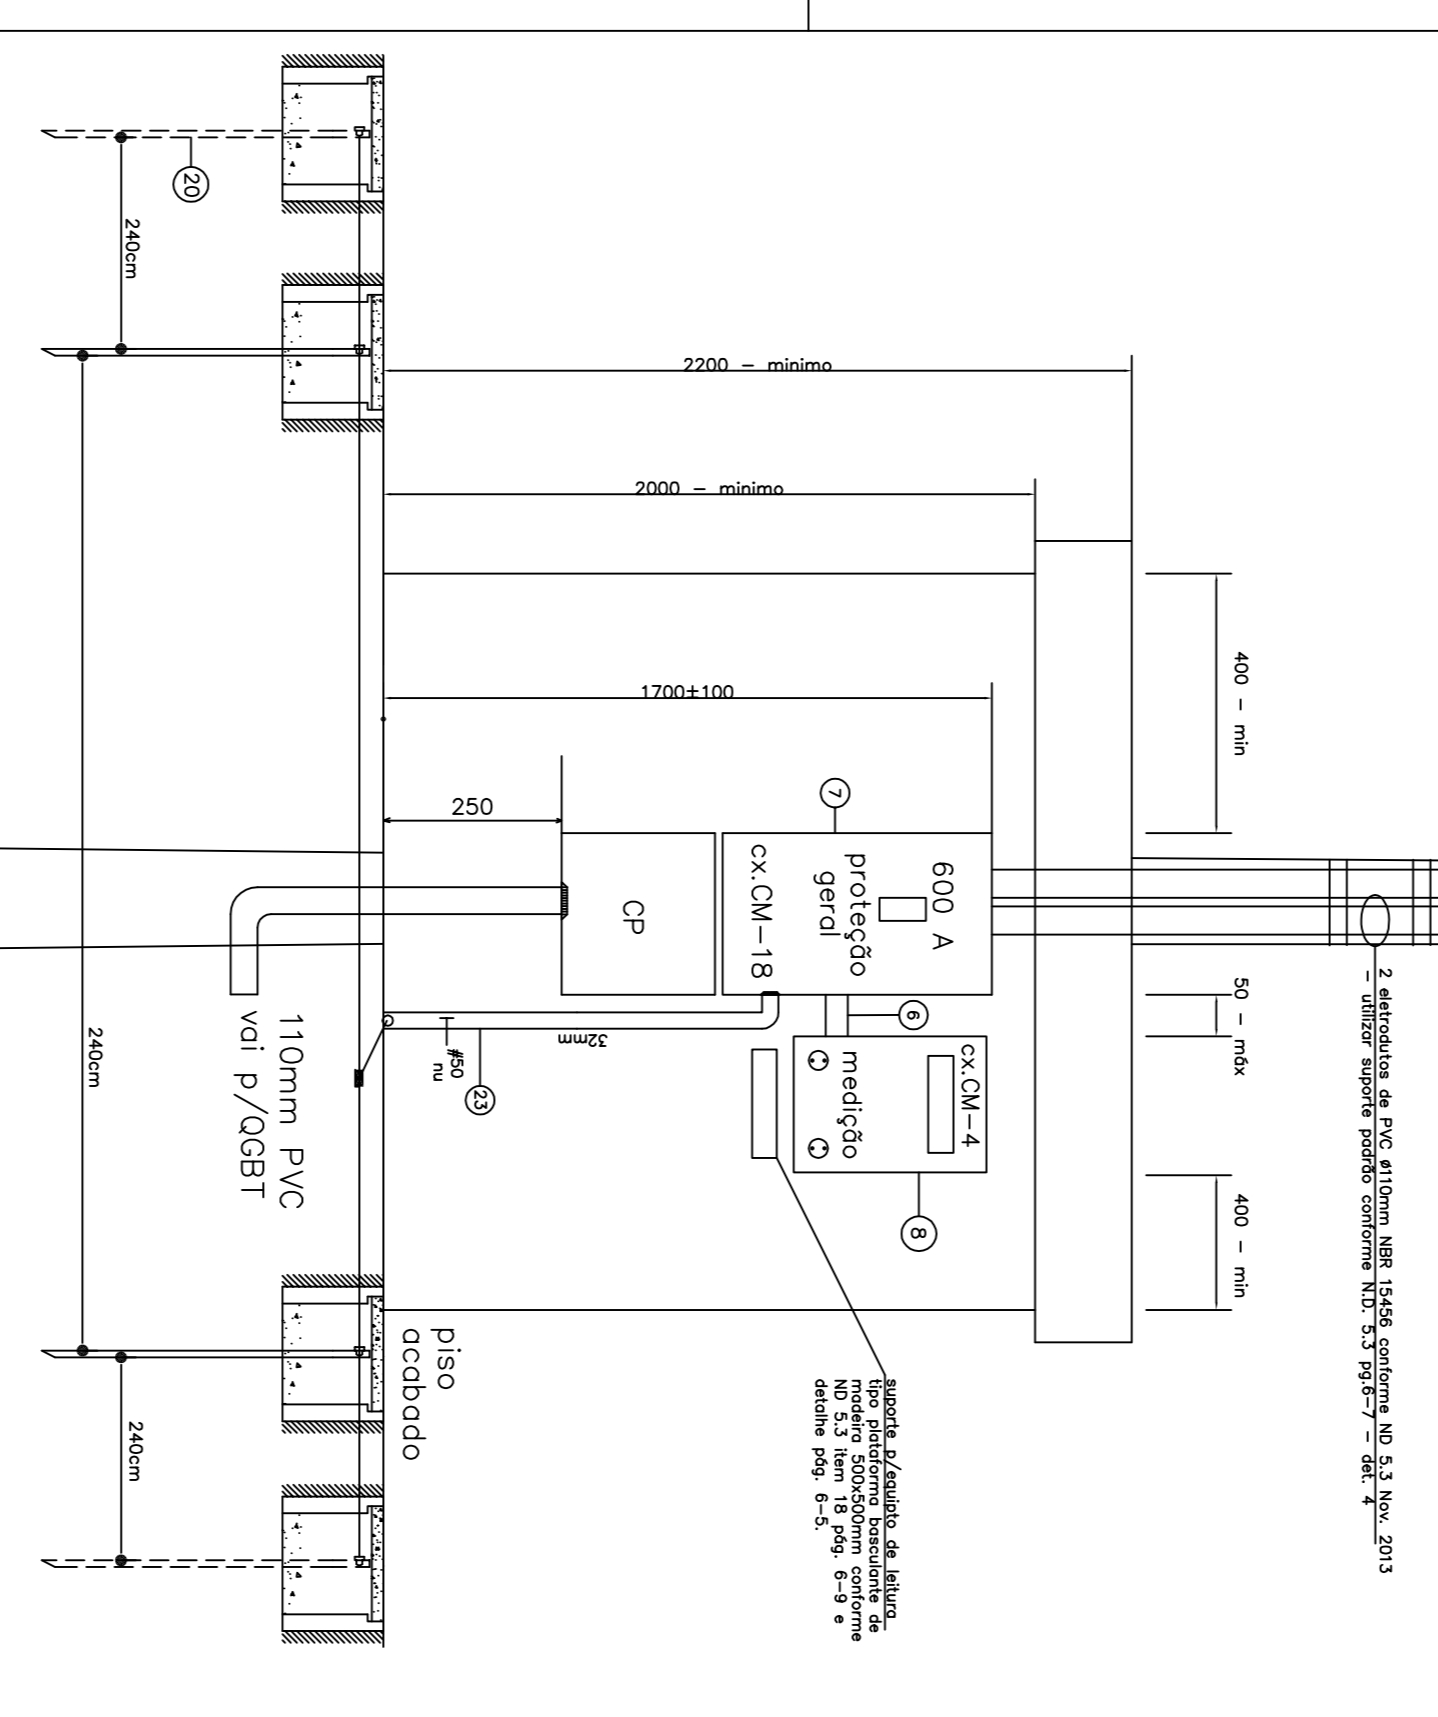 2 eletrodutos de PVC ø110mm NBR 15456 conforme ND 5.3 Nov. 2013
- utilizar suporte padrão conforme N.D. 5.3 pg.6-7 - det. 4
400 - min
50 - máx
400 - min
2200 - minimo
2000 - minimo
1700±100
250
7
600 A
proteção
geral
cx.CM-18
6
cx.CM-4
medição
8
CP
suporte p/equipto de leitura
tipo plataforma basculante de
madeira 500x500mm conforme
ND 5.3 item 18 pág. 6-9 e
detalhe pág. 6-5.
32mm
#50
nu
23
piso
acabado
110mm PVC
vai p/QGBT
20
240cm
240cm
240cm